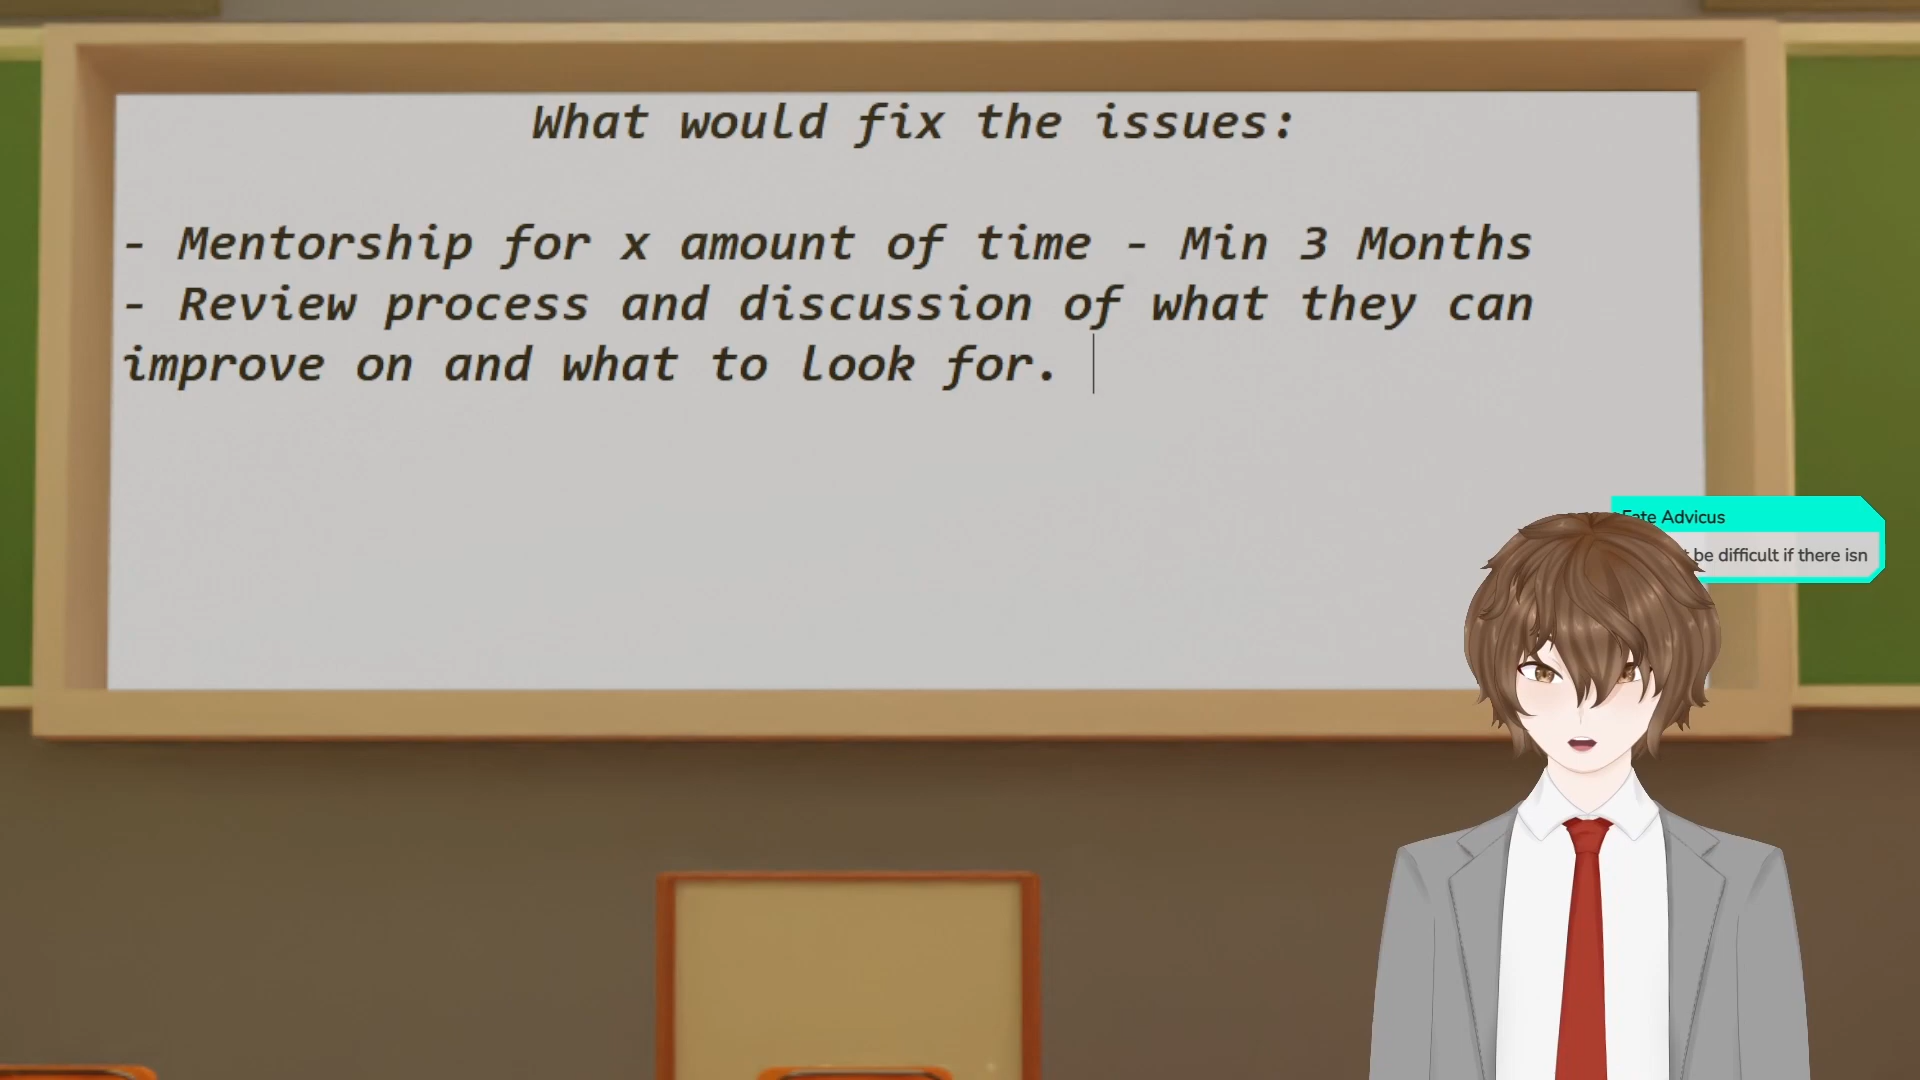 What would fix the issues:
- Mentorship for x amount of time - Min 3 Months
- Review process and discussion of what they can
improve on and what to look for.
Fate Advicus
be difficult if there isn